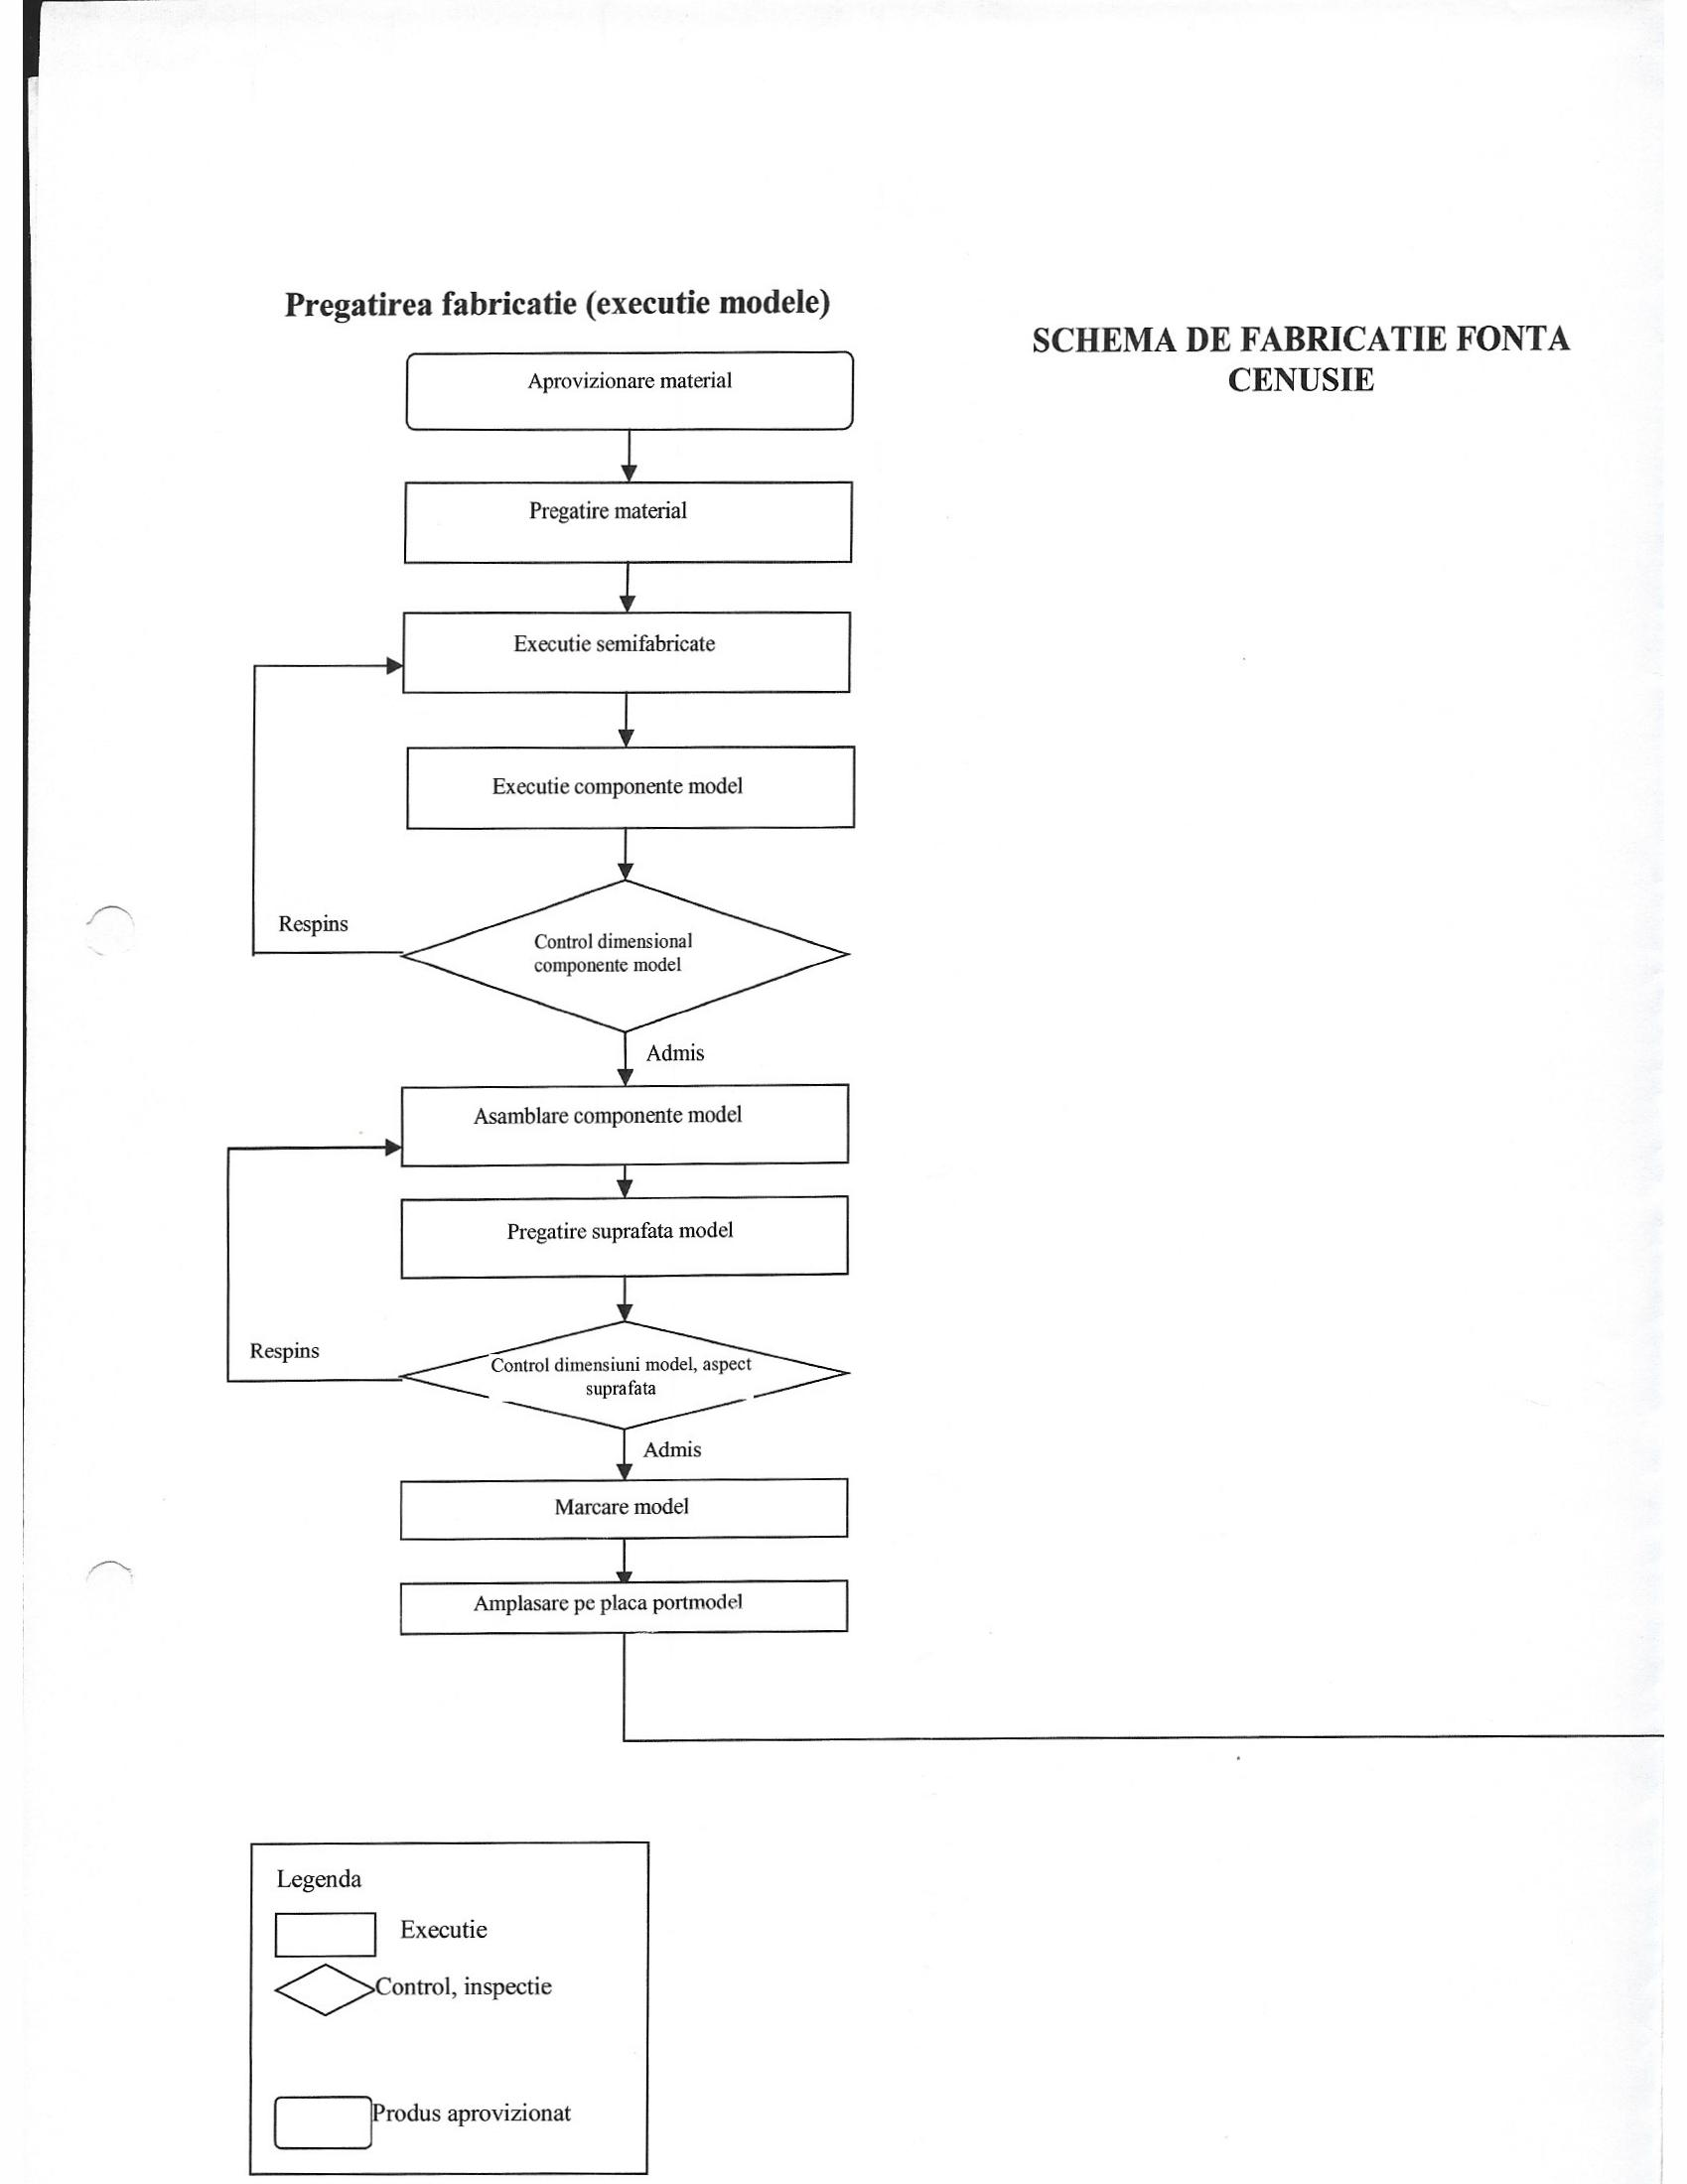 Pregatirea fabricatie (executie modele)
SCHEMA DE FABRICATIE FONTA
CENUSIE
Aprovizionare material
Pregatire material
Executie semifabricate
Executie componente model
Respins
Control dimensional
componente model
Admis
Asamblare componente model
Pregatire suprafata model
Respins
Control dimensiuni model, aspect
suprafata
Admis
Marcare model
Amplasare pe placa portmodel
Legenda
Executie
Control, inspectie
Produs aprovizionat